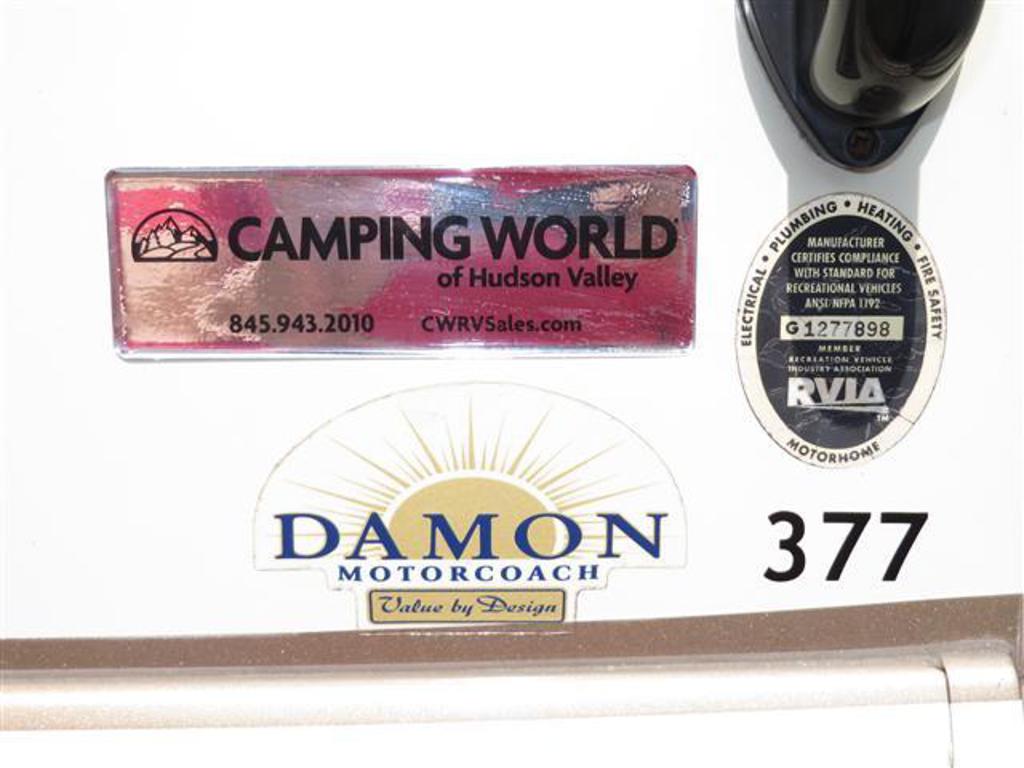 CAMPING WORLD
of Hudson Valley
845.943.2010 CWRVSales.com
ELECTRICAL • PLUMBING • HEATING • FIRE SAFETY
MANUFACTURER
CERTIFIES COMPLIANCE
WITH STANDARD FOR
RECREATIONAL VEHICLES
ANSI/NFPA 1192
G 1277898
MEMBER
RECREATION VEHICLE
INDUSTRY ASSOCIATION
RVIA
TM
MOTORHOME
DAMON
MOTORCOACH
Value by Design
377